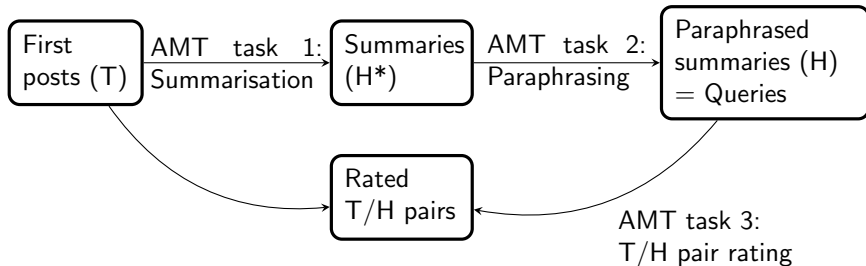 First
posts (T)
AMT task 1:
Summarisation
Summaries
(H*)
AMT task 2:
Paraphrasing
Paraphrased
summaries (H)
= Queries
Rated
T/H pairs
AMT task 3:
T/H pair rating